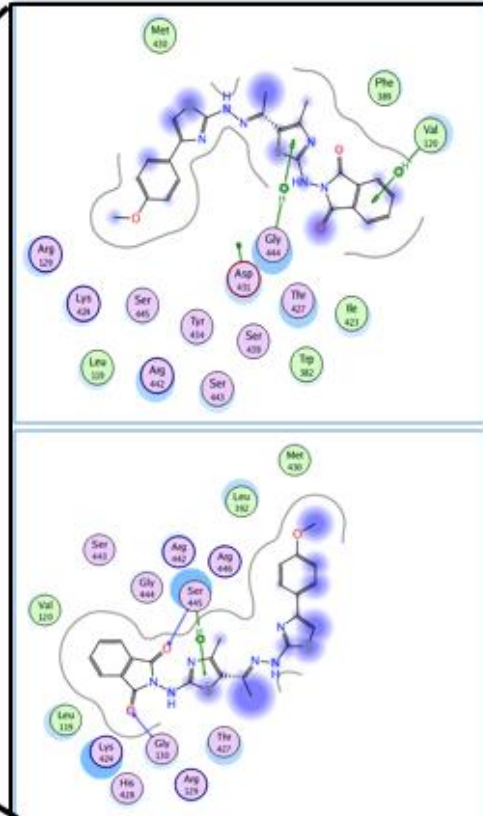 Met
430
Phe
389
Val
120
H
N
N
N
N
HN
N
O
O
O
H
H
Gly
444
Asp
431
Arg
129
Lys
424
Ser
445
Tyr
434
Thr
427
Ile
423
Ser
439
Leu
119
Arg
442
Ser
443
Trp
382
Met
430
Leu
392
Ser
443
Arg
442
Arg
446
Gly
444
Ser
445
Val
120
O
O
O
H
N
N
H
N
N
N
H
N
Leu
119
Lys
424
Gly
130
Thr
427
His
428
Arg
129